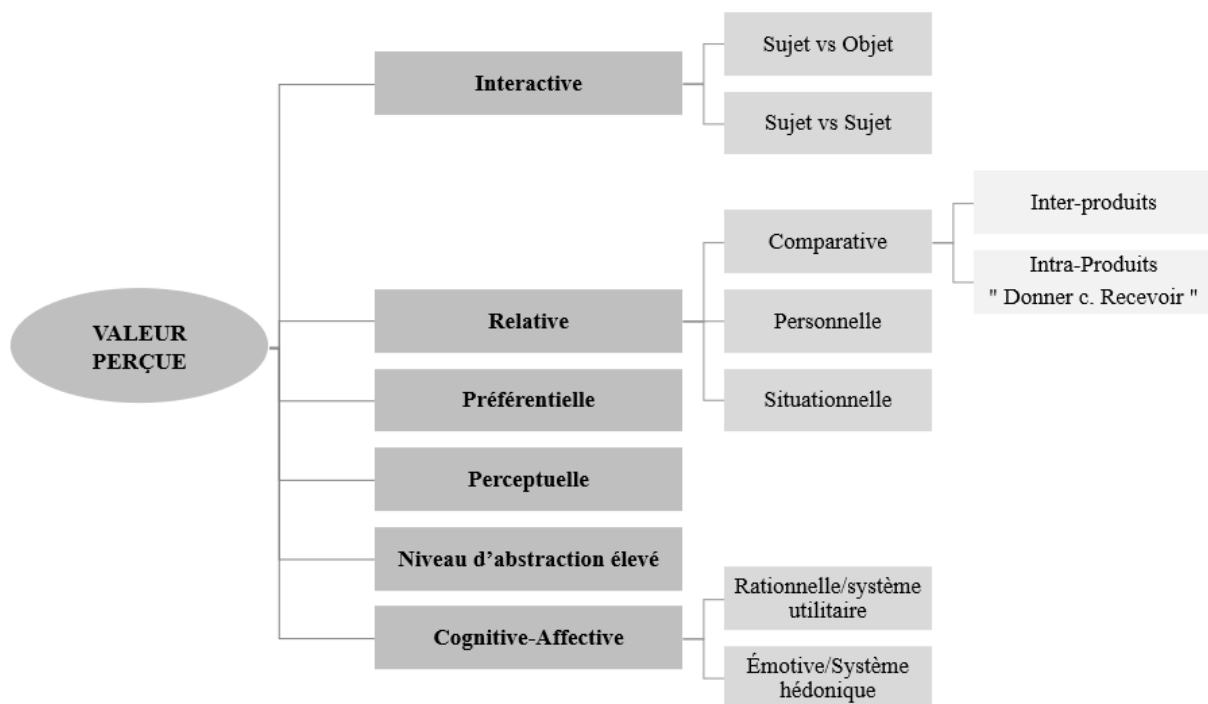 VALEUR
PERÇUE
Interactive
Sujet vs Objet
Sujet vs Sujet
Relative
Comparative
Inter-produits
Intra-Produits
" Donner c. Recevoir "
Personnelle
Situationnelle
Préférentielle
Perceptuelle
Niveau d’abstraction élevé
Cognitive-Affective
Rationnelle/système
utilitaire
Émotive/Système
hédonique